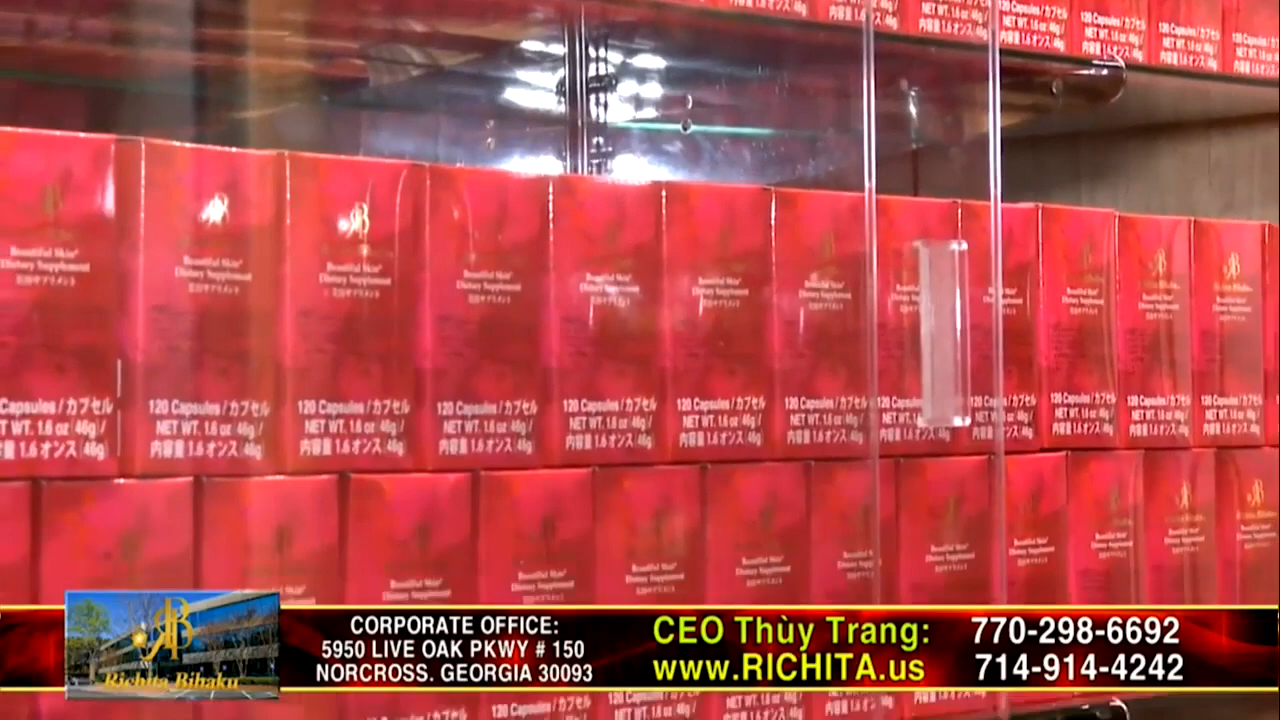 Beautiful Skin®
Dietary Supplement
美白サプリメント
120 Capsules / カプセル
NET WT. 1.6 oz 46g /
内容量 1.6オンス 46g
RB
Richita Bihaku
CORPORATE OFFICE:
5950 LIVE OAK PKWY # 150
NORCROSS. GEORGIA 30093
CEO Thùy Trang:
www.RICHITA.us
770-298-6692
714-914-4242